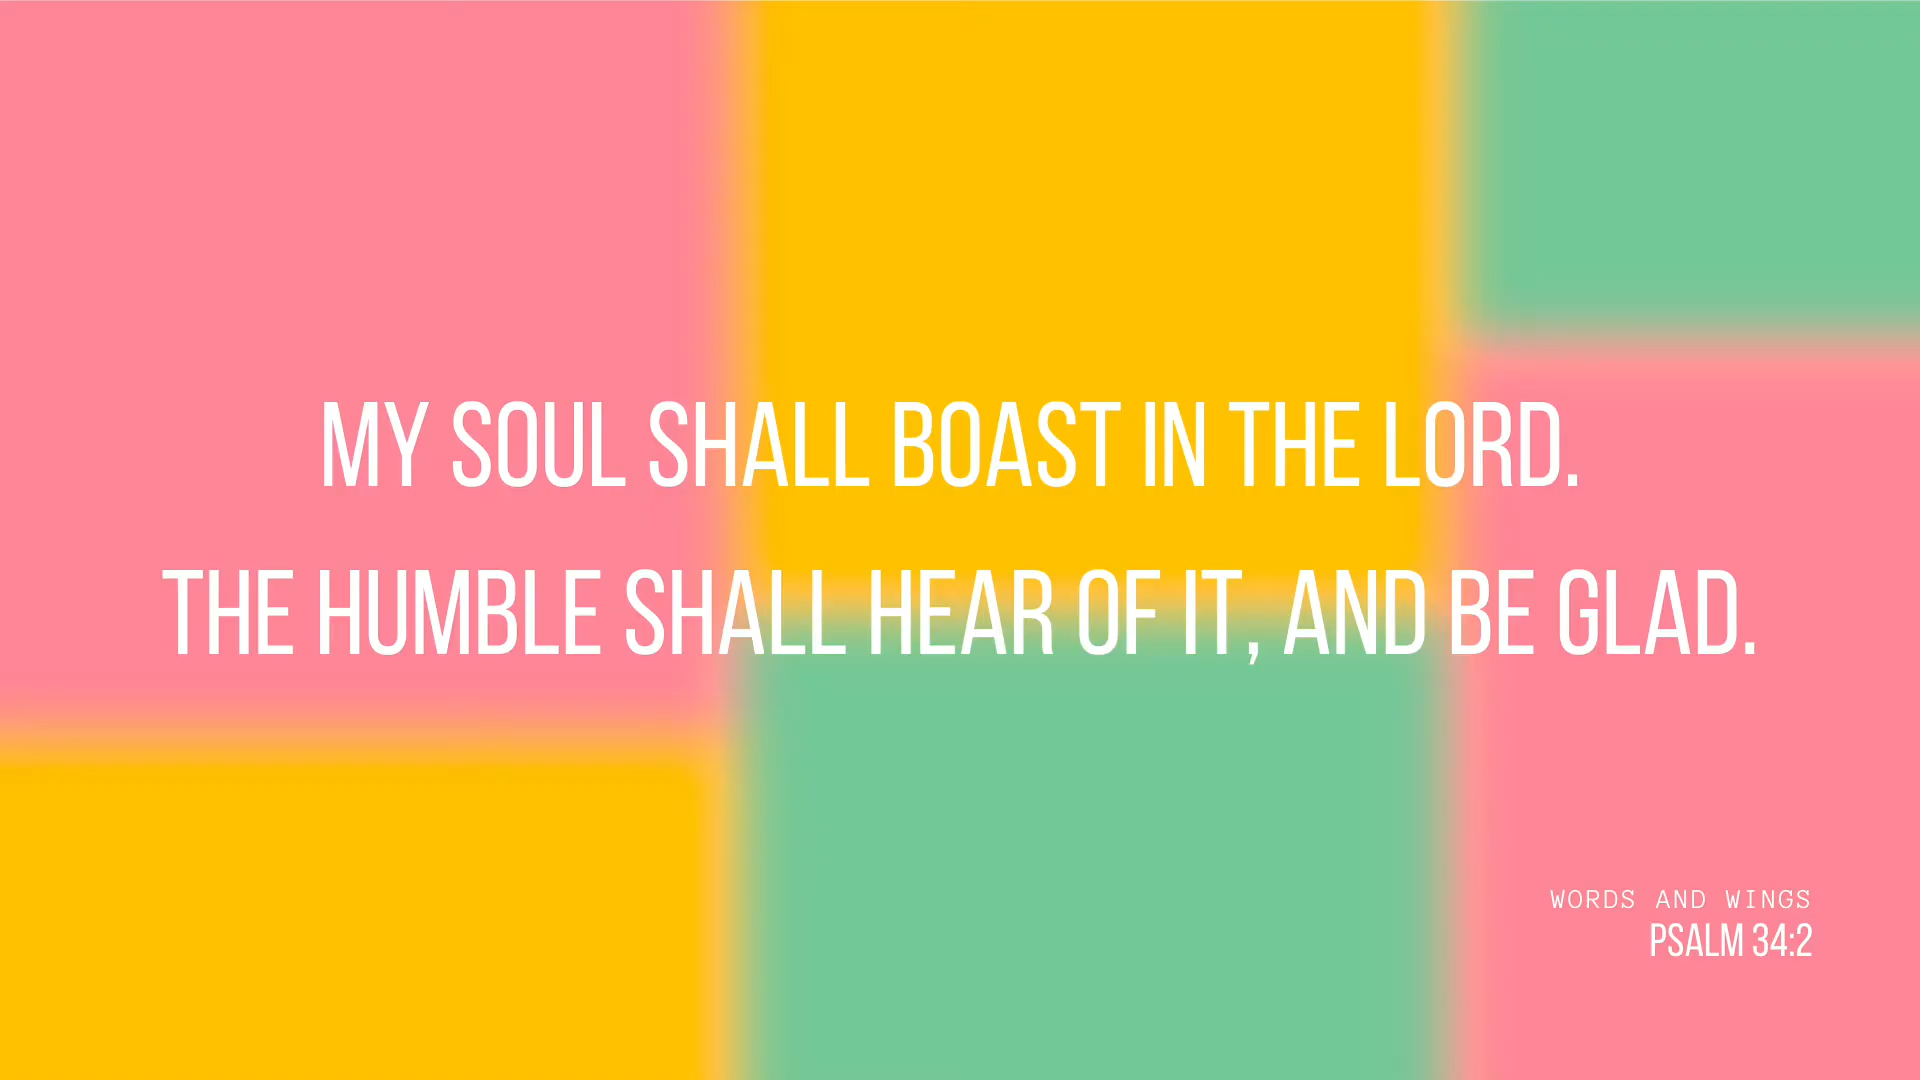 MY SOUL SHALL BOAST IN THE LORD.
THE HUMBLE SHALL HEAR OF IT, AND BE GLAD.
WORDS AND WINGS
PSALM 34:2